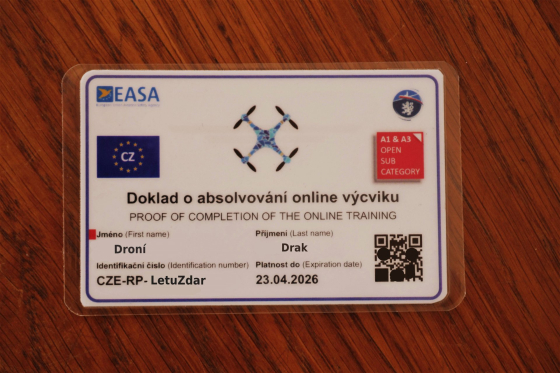 EASA
CZ
A1 & A3
OPEN
SUB
CATEGORY
Doklad o absolvování online výcviku
PROOF OF COMPLETION OF THE ONLINE TRAINING
Jméno (First name) Příjmení (Last name)
Droní Drak
Identifikační číslo (Identification number) Platnost do (Expiration date)
CZE-RP- LetuZdar 23.04.2026